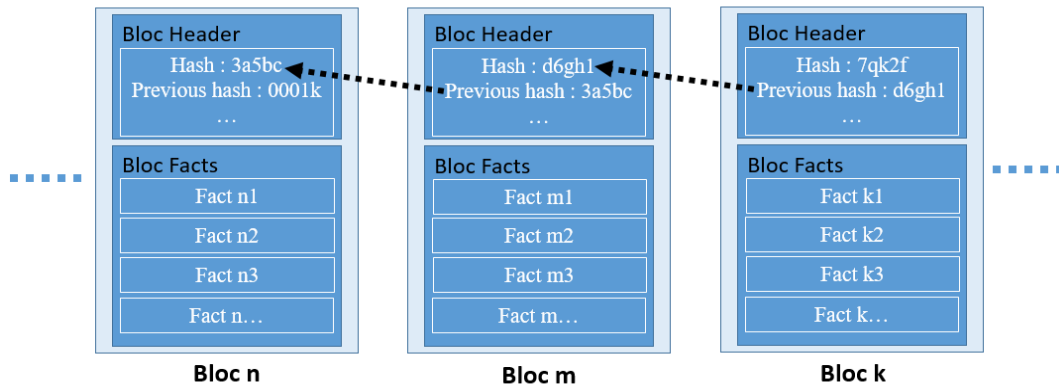 Bloc Header
Hash : 3a5bc
Previous hash : 0001k
…
Bloc Facts
Fact n1
Fact n2
Fact n3
Fact n…
Bloc n
Bloc Header
Hash : d6gh1
Previous hash : 3a5bc
…
Bloc Facts
Fact m1
Fact m2
Fact m3
Fact m…
Bloc m
Bloc Header
Hash : 7qk2f
Previous hash : d6gh1
…
Bloc Facts
Fact k1
Fact k2
Fact k3
Fact k…
Bloc k